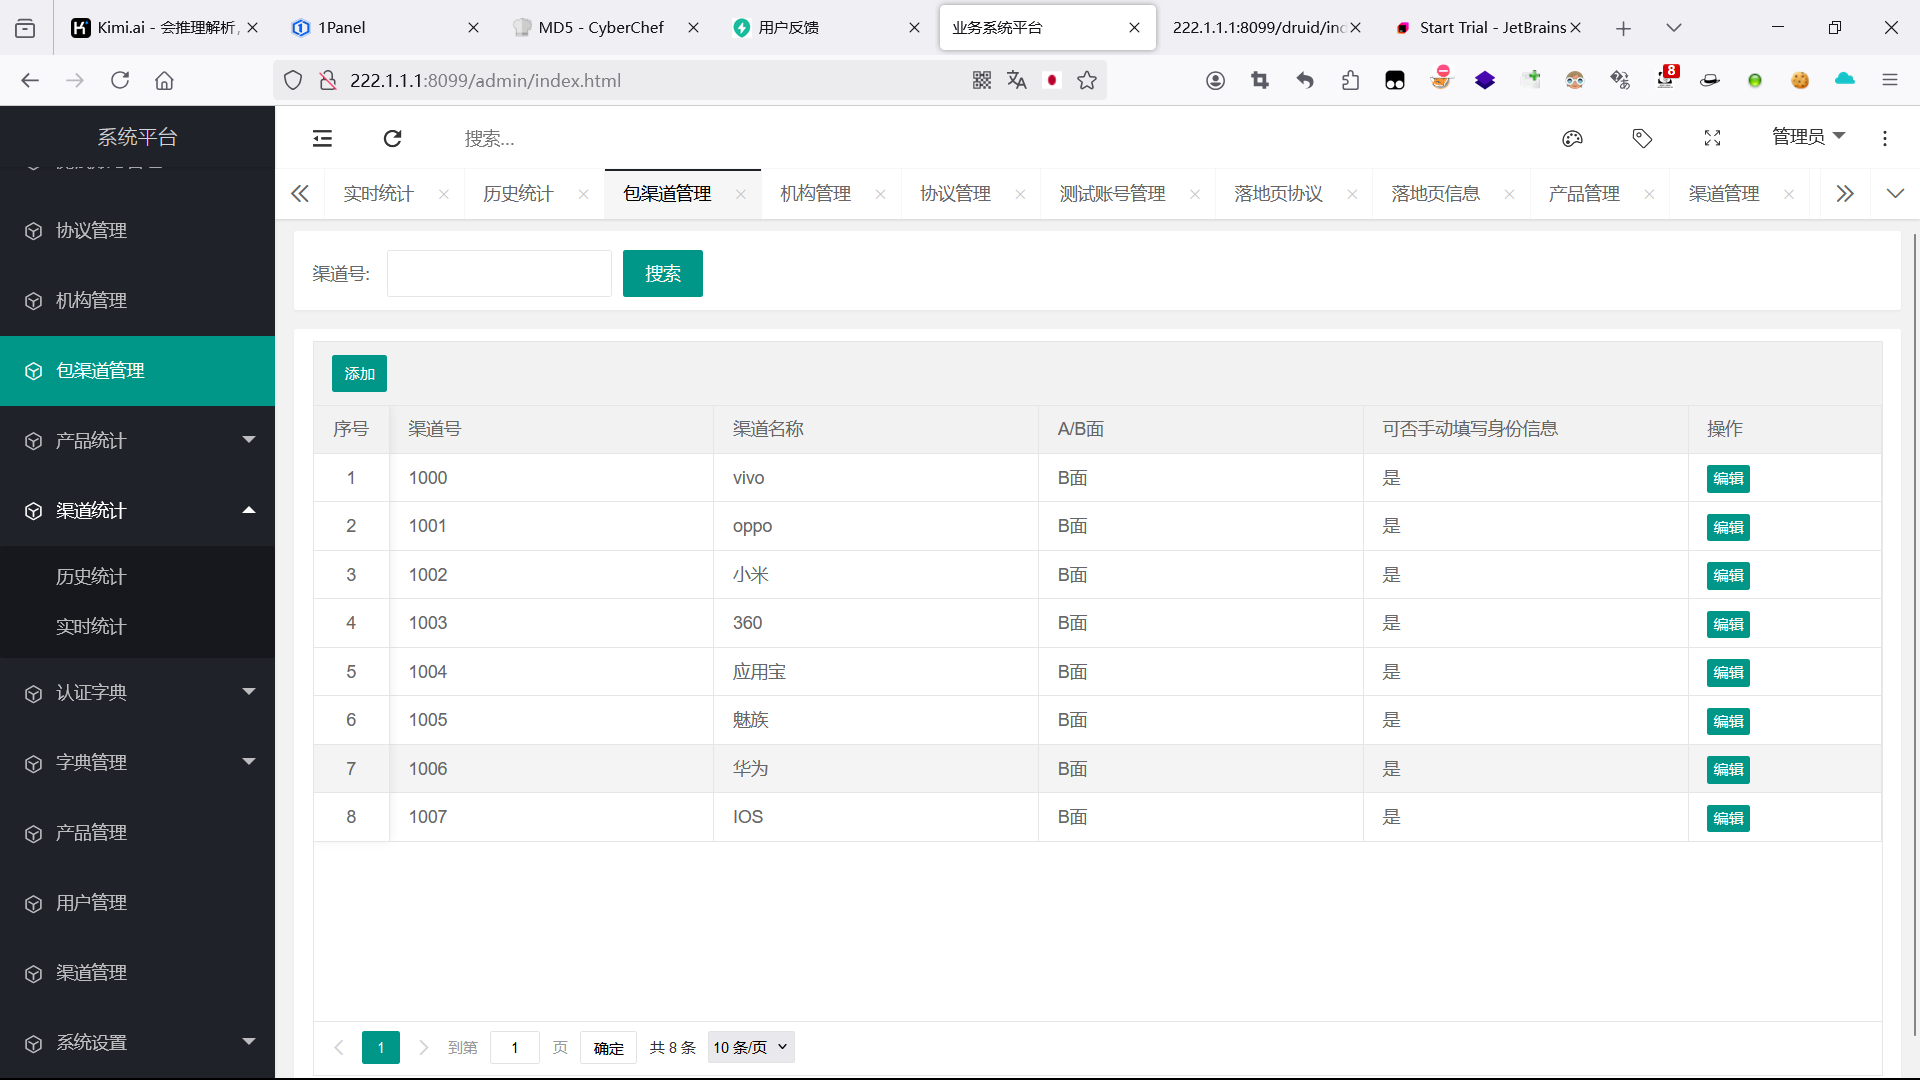 Kimi.ai - 会推理解析,
1Panel
MD5 - CyberChef
用户反馈
业务系统平台
222.1.1.1:8099/druid/ind
Start Trial - JetBrains
222.1.1.1:8099/admin/index.html
8
系统平台
搜索...
管理员
实时统计
历史统计
包渠道管理
机构管理
协议管理
测试账号管理
落地页协议
落地页信息
产品管理
渠道管理
协议管理
机构管理
包渠道管理
产品统计
渠道统计
历史统计
实时统计
认证字典
字典管理
产品管理
用户管理
渠道管理
系统设置
渠道号:
搜索
添加
序号 渠道号 渠道名称 A/B面 可否手动填写身份信息 操作
1 1000 vivo B面 是 编辑
2 1001 oppo B面 是 编辑
3 1002 小米 B面 是 编辑
4 1003 360 B面 是 编辑
5 1004 应用宝 B面 是 编辑
6 1005 魅族 B面 是 编辑
7 1006 华为 B面 是 编辑
8 1007 IOS B面 是 编辑
1 到第 1 页 确定 共 8 条 10 条/页